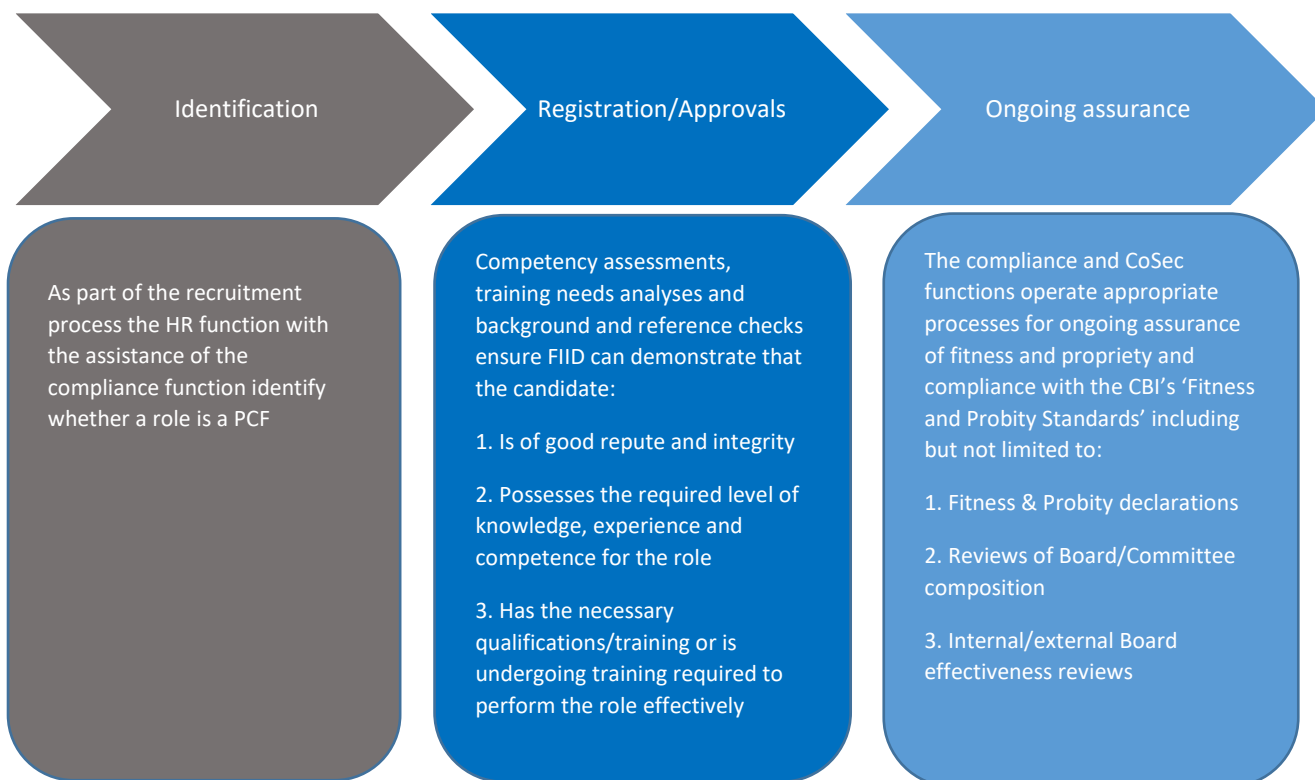 Identification
Registration/Approvals
Ongoing assurance
As part of the recruitment
process the HR function with
the assistance of the
compliance function identify
whether a role is a PCF
Competency assessments,
training needs analyses and
background and reference checks
ensure FIID can demonstrate that
the candidate:
1. Is of good repute and integrity
2. Possesses the required level of
knowledge, experience and
competence for the role
3. Has the necessary
qualifications/training or is
undergoing training required to
perform the role effectively
The compliance and CoSec
functions operate appropriate
processes for ongoing assurance
of fitness and propriety and
compliance with the CBI’s ‘Fitness
and Probity Standards’ including
but not limited to:
1. Fitness & Probity declarations
2. Reviews of Board/Committee
composition
3. Internal/external Board
effectiveness reviews